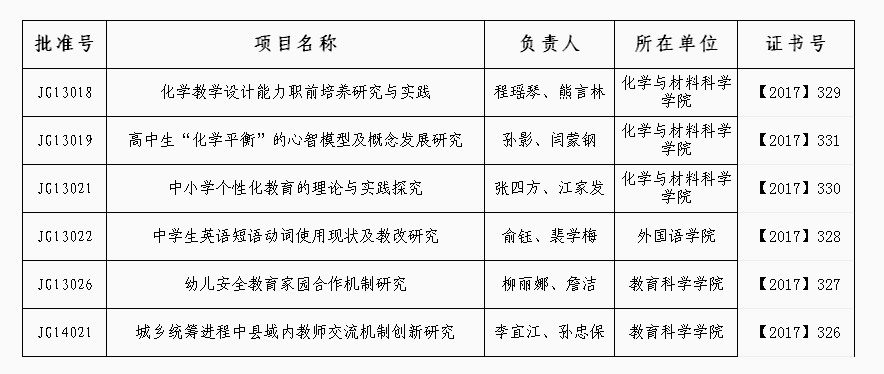 批准号 项目名称 负责人 所在单位 证书号
JG13018 化学教学设计能力职前培养研究与实践 程瑶琴、熊言林 化学与材料科学学院 【2017】329
JG13019 高中生“化学平衡”的心智模型及概念发展研究 孙影、闫蒙钢 化学与材料科学学院 【2017】331
JG13021 中小学个性化教育的理论与实践探究 张四方、江家发 化学与材料科学学院 【2017】330
JG13022 中学生英语短语动词使用现状及教改研究 俞钰、裴学梅 外国语学院 【2017】328
JG13026 幼儿安全教育家园合作机制研究 柳丽娜、詹洁 教育科学学院 【2017】327
JG14021 城乡统筹进程中县域内教师交流机制创新研究 李宜江、孙忠保 教育科学学院 【2017】326